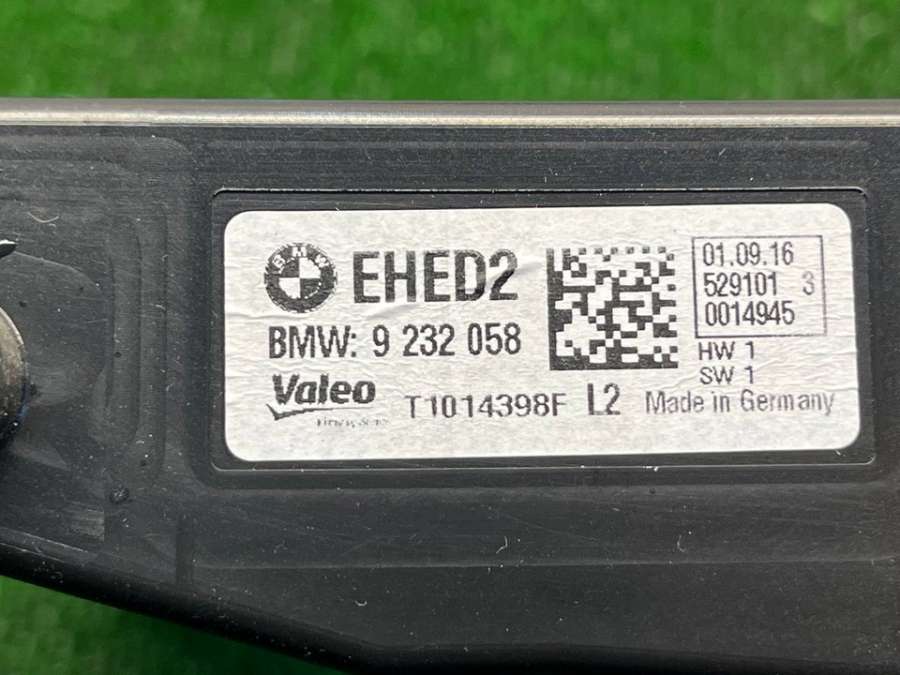 BMW
EHED2
BMW: 9 232 058
Valeo
T1014398F L2
01.09.16
529101 3
0014945
HW 1
SW 1
Made in Germany